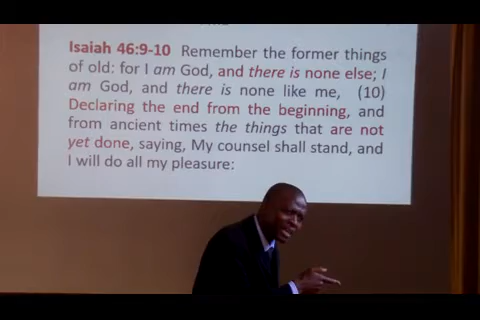 Isaiah 46:9-10 Remember the former things
of old: for I am God, and there is none else; I
am God, and there is none like me, (10)
Declaring the end from the beginning, and
from ancient times the things that are not
yet done, saying, My counsel shall stand, and
I will do all my pleasure: